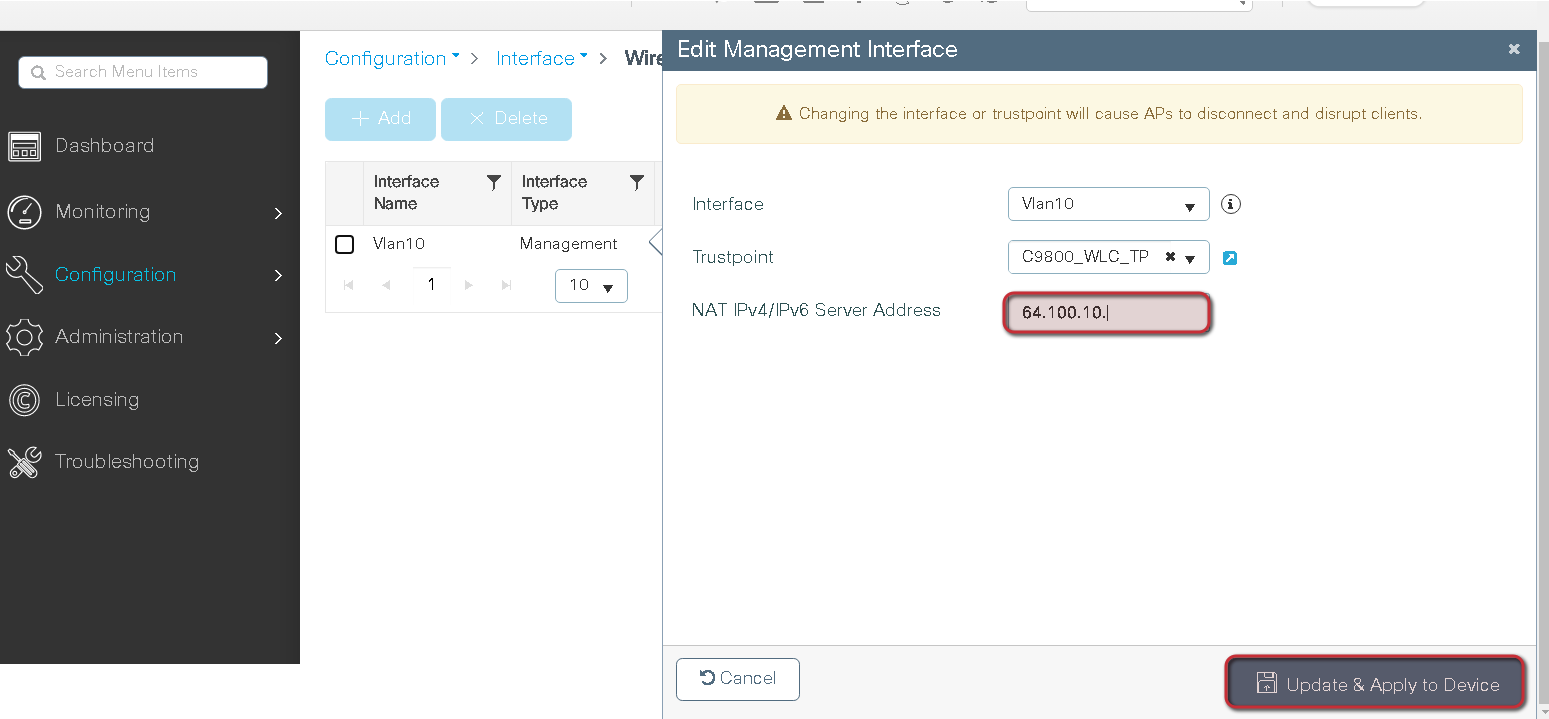 Edit Management Interface
Search Menu Items
Dashboard
Monitoring
Configuration
Administration
Licensing
Troubleshooting
Configuration > Interface > Wire
Add
Delete
Interface Name
Interface Type
Vlan10
Management
1
10
Changing the interface or trustpoint will cause APs to disconnect and disrupt clients.
Interface
Vlan10
Trustpoint
C9800_WLC_TP
NAT IPv4/IPv6 Server Address
64.100.10.
Cancel
Update & Apply to Device